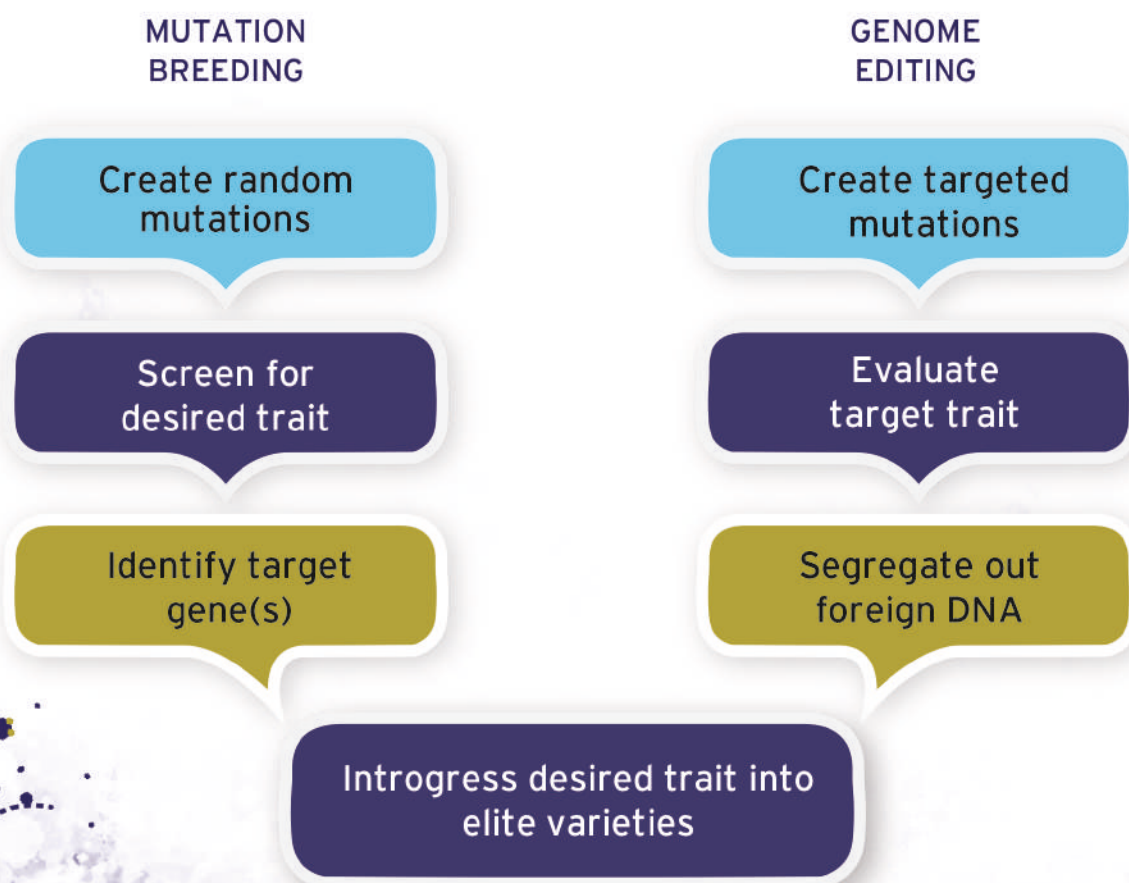 MUTATION
BREEDING
Create random
mutations
Screen for
desired trait
Identify target
gene(s)
GENOME
EDITING
Create targeted
mutations
Evaluate
target trait
Segregate out
foreign DNA
Introgress desired trait into
elite varieties